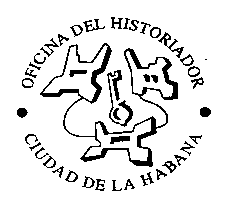 OFICINA DEL HISTORIADOR
CIUDAD DE LA HABANA